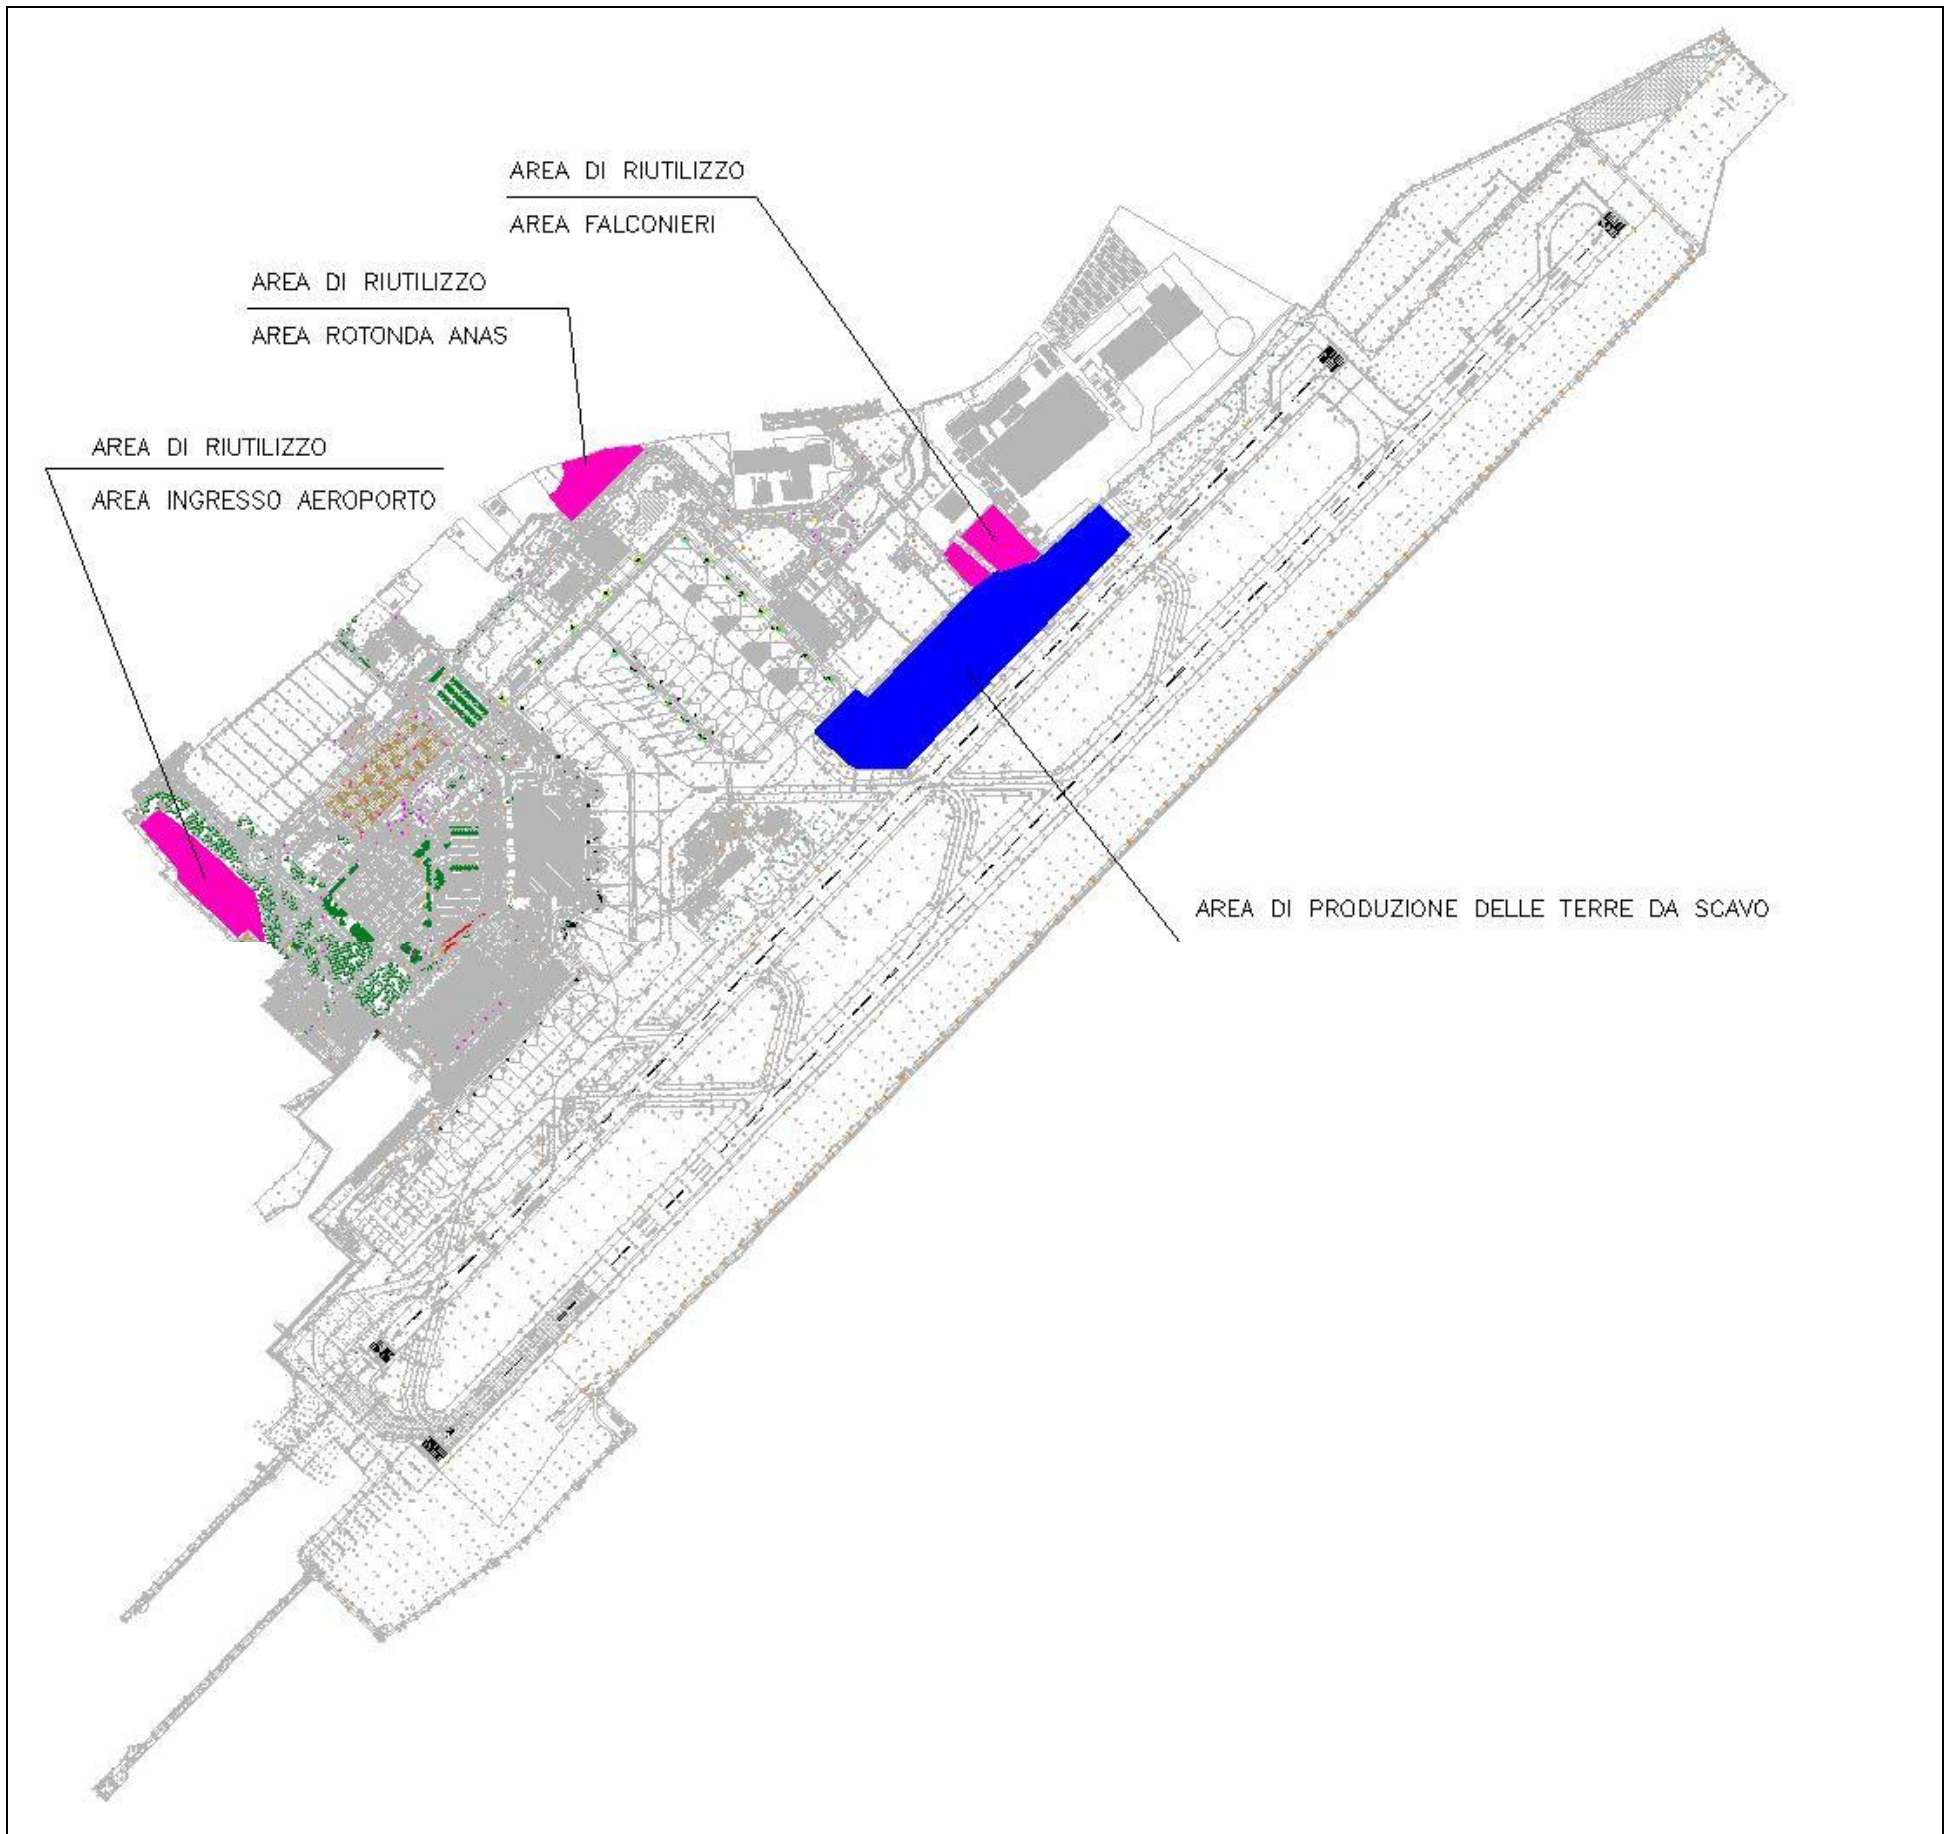 AREA DI RIUTILIZZO
AREA FALCONIERI
AREA DI RIUTILIZZO
AREA ROTONDA ANAS
AREA DI RIUTILIZZO
AREA INGRESSO AEROPORTO
AREA DI PRODUZIONE DELLE TERRE DA SCAVO